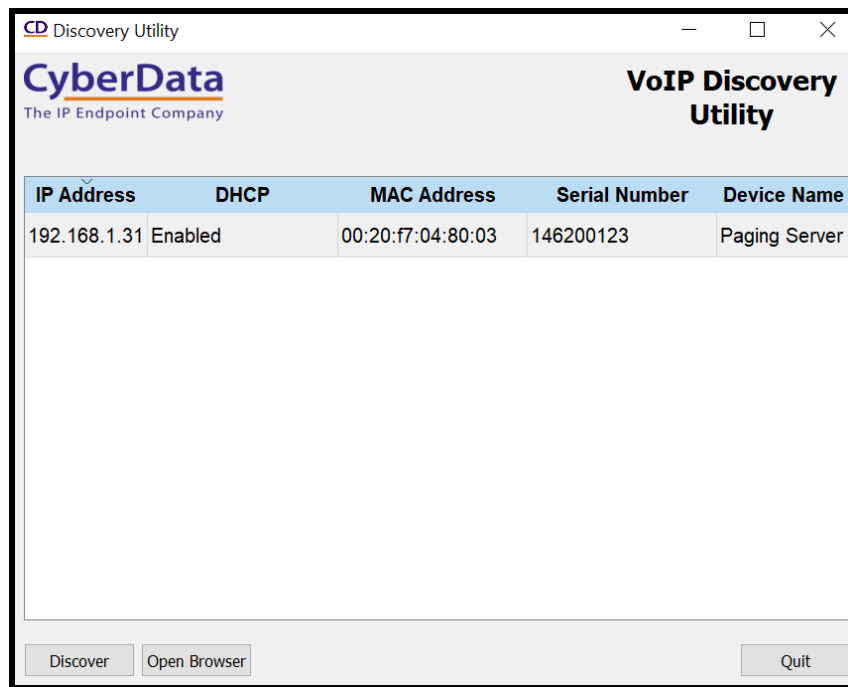 CD Discovery Utility
CyberData
The IP Endpoint Company
VoIP Discovery
Utility
IP Address DHCP MAC Address Serial Number Device Name
192.168.1.31 Enabled 00:20:f7:04:80:03 146200123 Paging Server
Discover Open Browser Quit